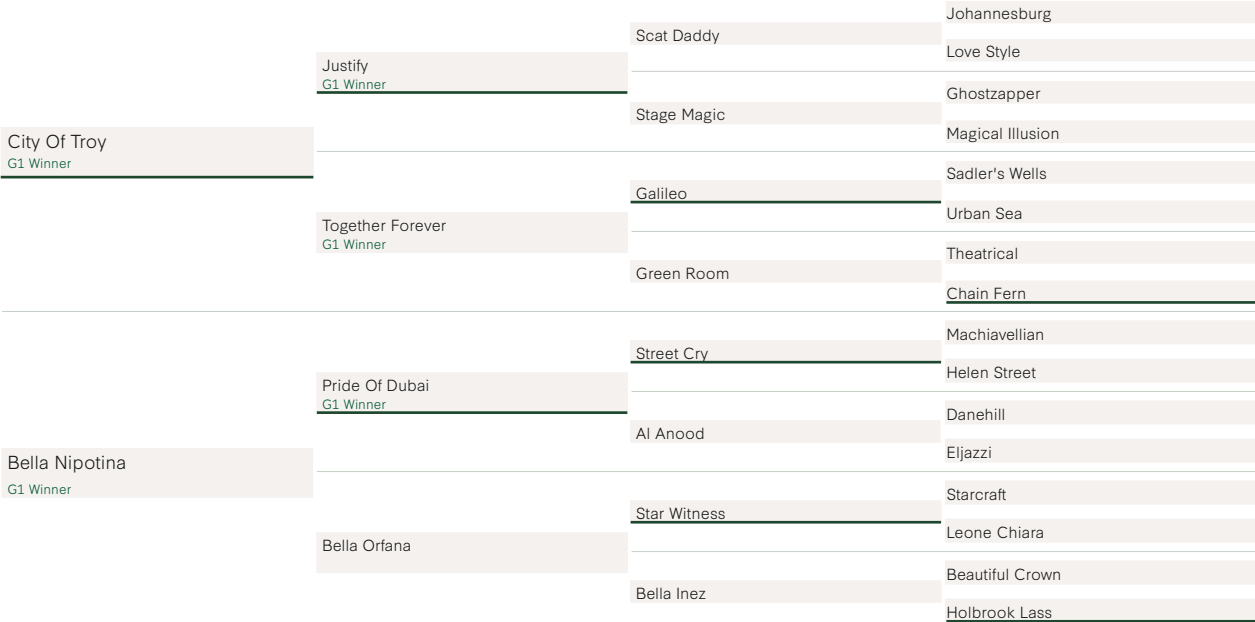 City Of Troy
G1 Winner
Bella Nipotina
G1 Winner
Justify
G1 Winner
Together Forever
G1 Winner
Pride Of Dubai
G1 Winner
Bella Orfana
Scat Daddy
Stage Magic
Galileo
Green Room
Street Cry
Al Anood
Star Witness
Bella Inez
Johannesburg
Love Style
Ghostzapper
Magical Illusion
Sadler's Wells
Urban Sea
Theatrical
Chain Fern
Machiavellian
Helen Street
Danehill
Eljazzi
Starcraft
Leone Chiara
Beautiful Crown
Holbrook Lass